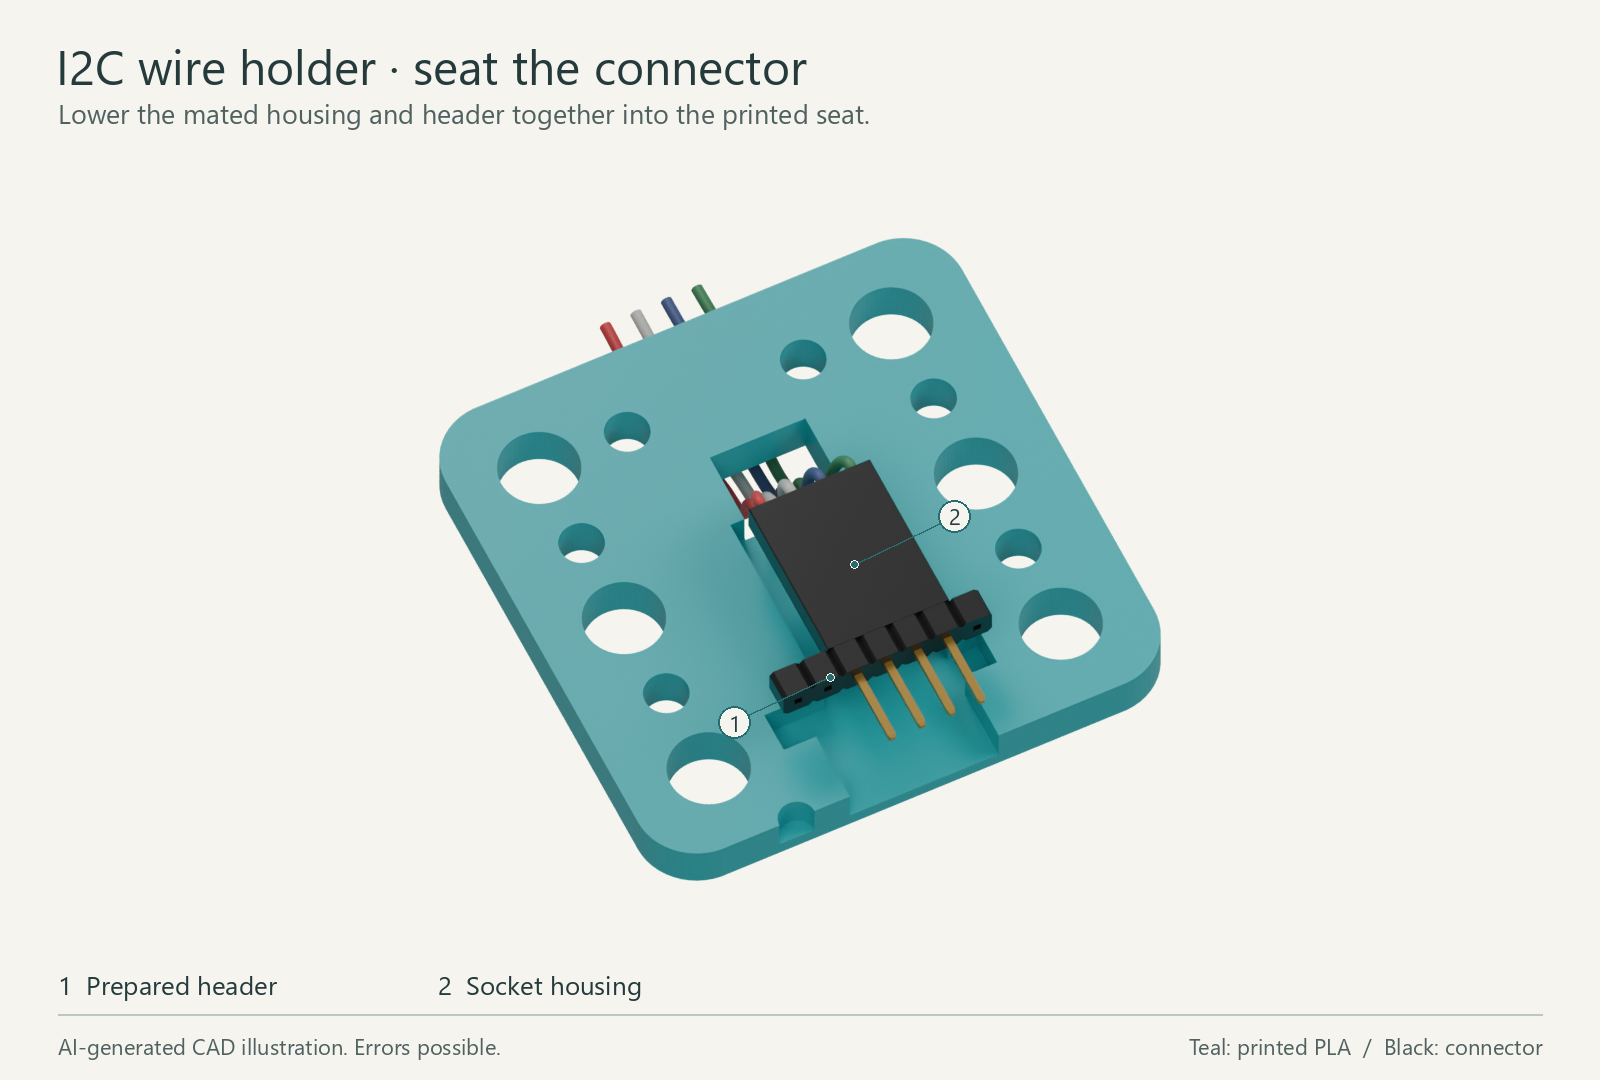 I2C wire holder · seat the connector
Lower the mated housing and header together into the printed seat.
2
1
1 Prepared header
2 Socket housing
AI-generated CAD illustration. Errors possible.
Teal: printed PLA / Black: connector